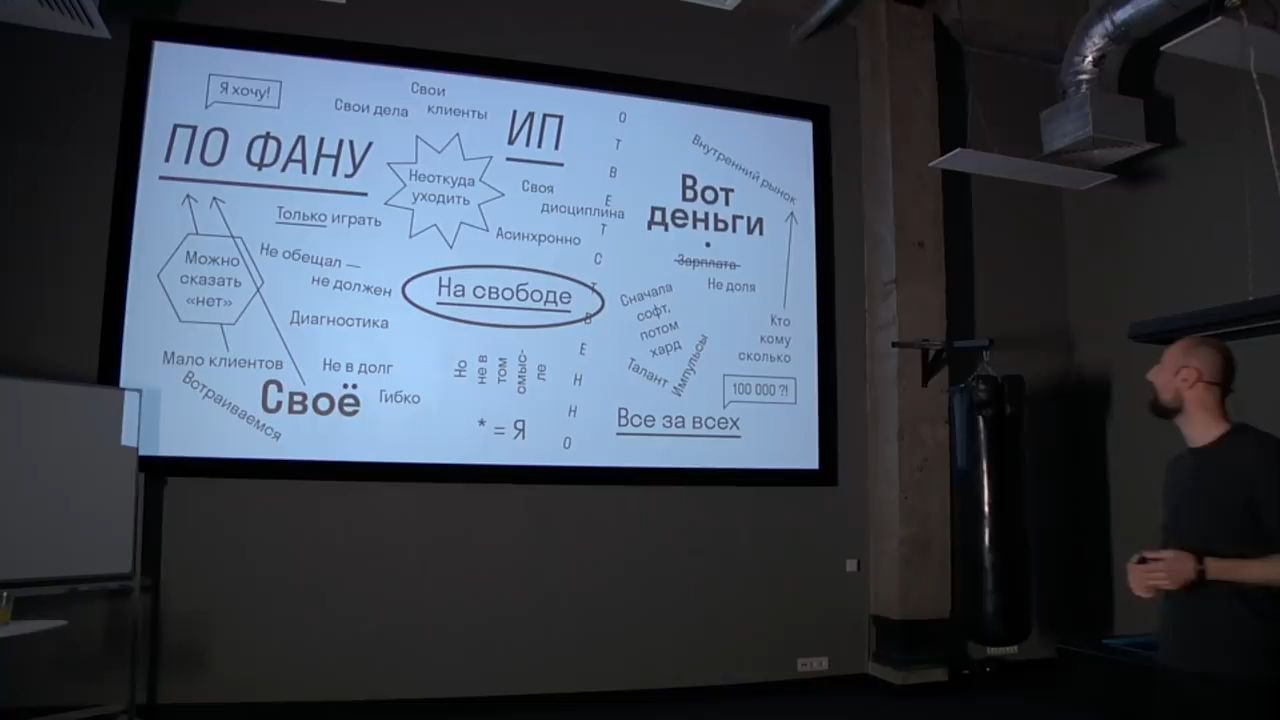 Я хочу!
Свои
клиенты
Свои дела
ПО ФАНУ
Неоткуда
уходить
ИП
Своя
дисциплина
Асинхронно
ОТВЕТСТВЕННО
Внутренний рынок
Вот
деньги
Зарплата
Не доля
Только играть
Можно
сказать
«нет»
Не обещал —
не должен
На свободе
Сначала
софт,
потом
хард
Диагностика
Кто
кому
сколько
Мало клиентов
Не в долг
Но
не в
том
смыс-
ле
Талант
Импульсы
100 000 ?!
Встраиваемся
Своё
Гибко
* = Я
Все за всех